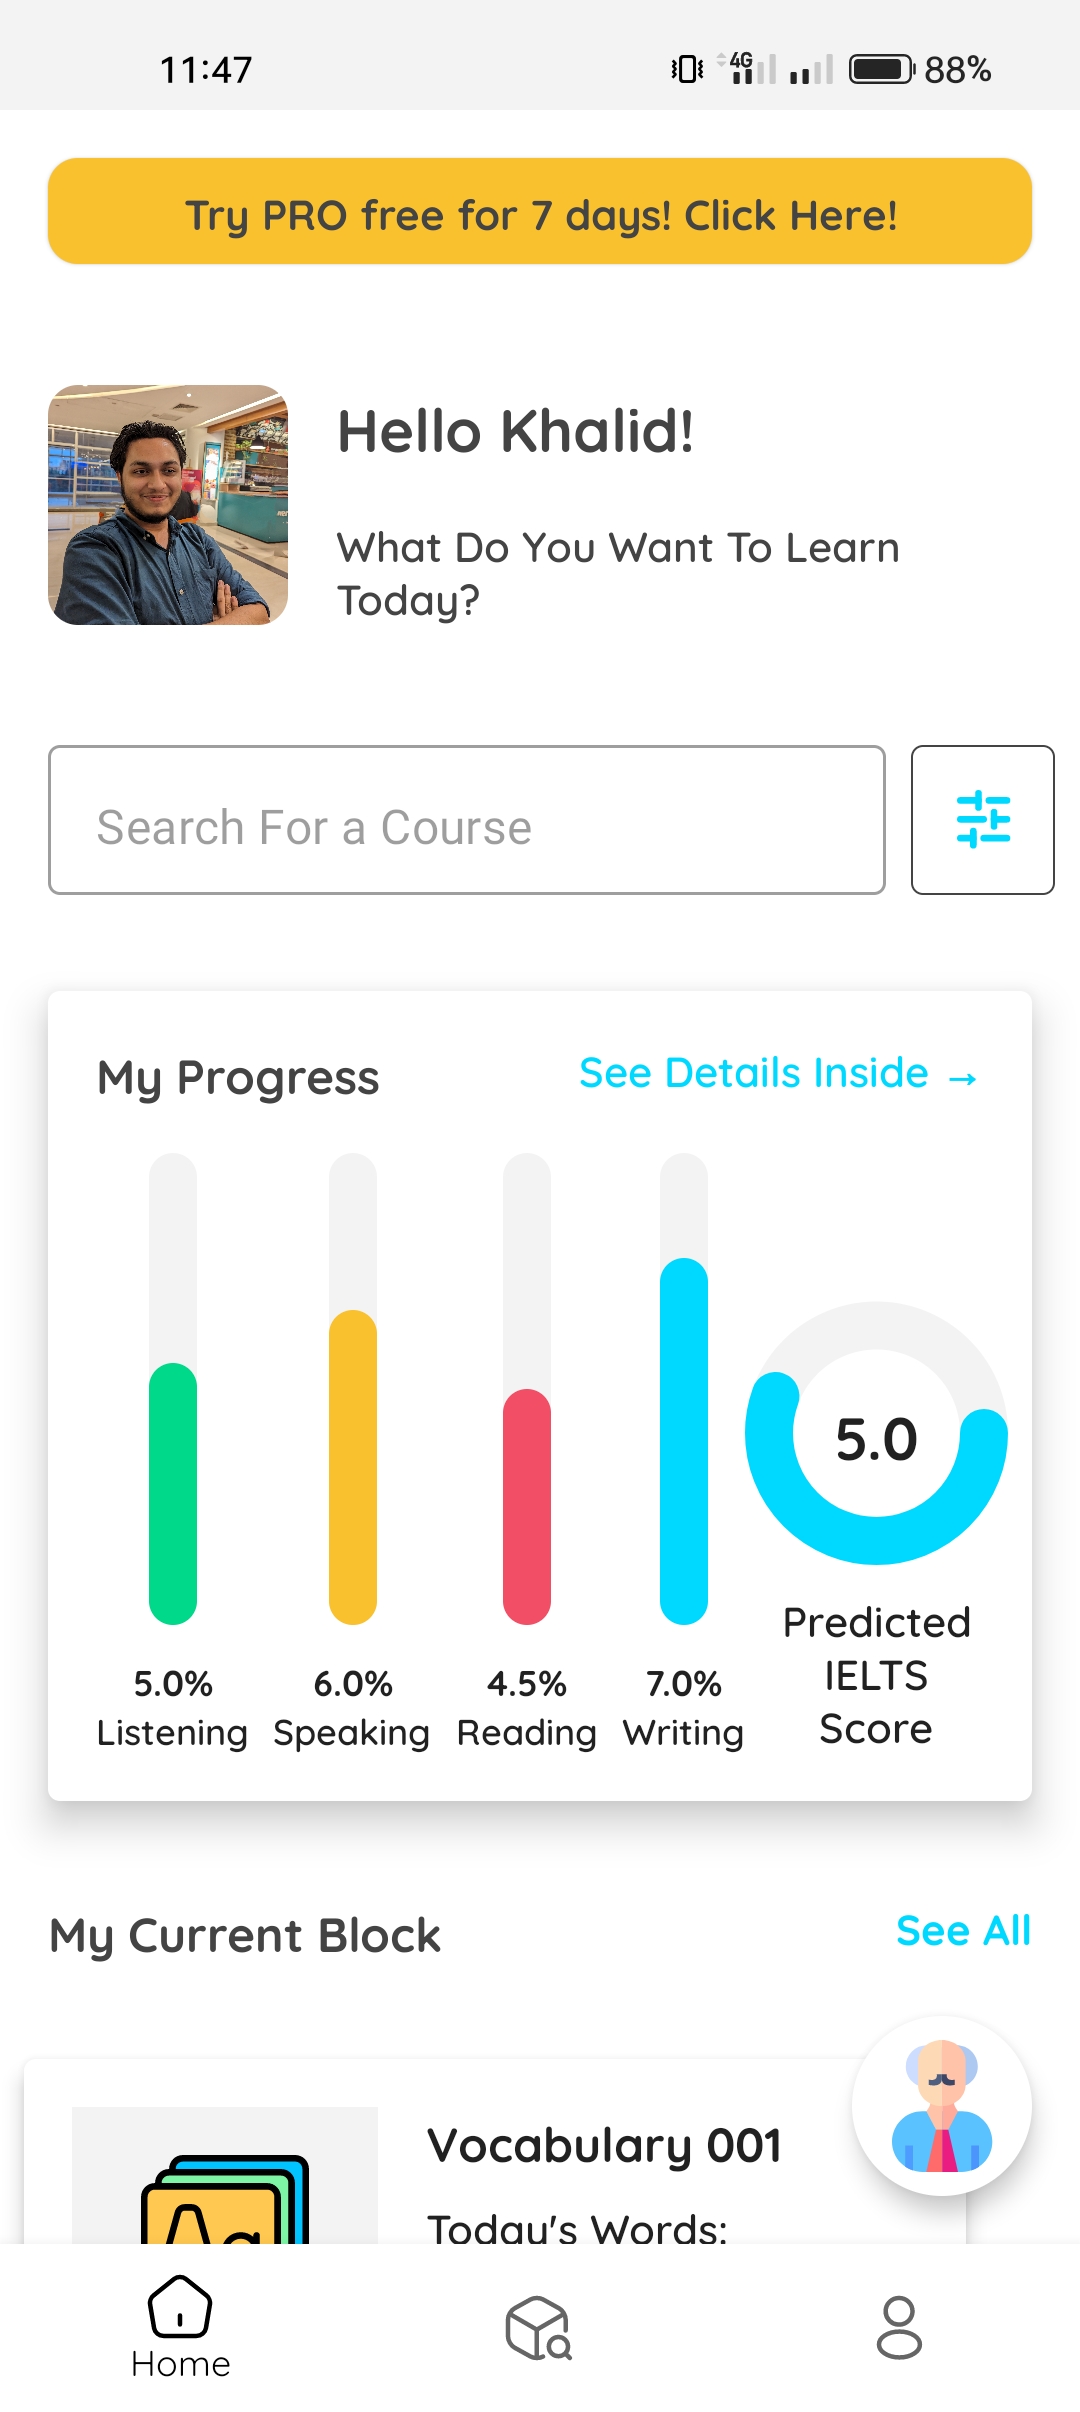 11:47
4G
88%
Try PRO free for 7 days! Click Here!
Hello Khalid!
What Do You Want To Learn
Today?
Search For a Course
My Progress
See Details Inside →
5.0
5.0%
Listening
6.0%
Speaking
4.5%
Reading
7.0%
Writing
Predicted
IELTS
Score
My Current Block
See All
Vocabulary 001
Aa
Today's Words:
Home